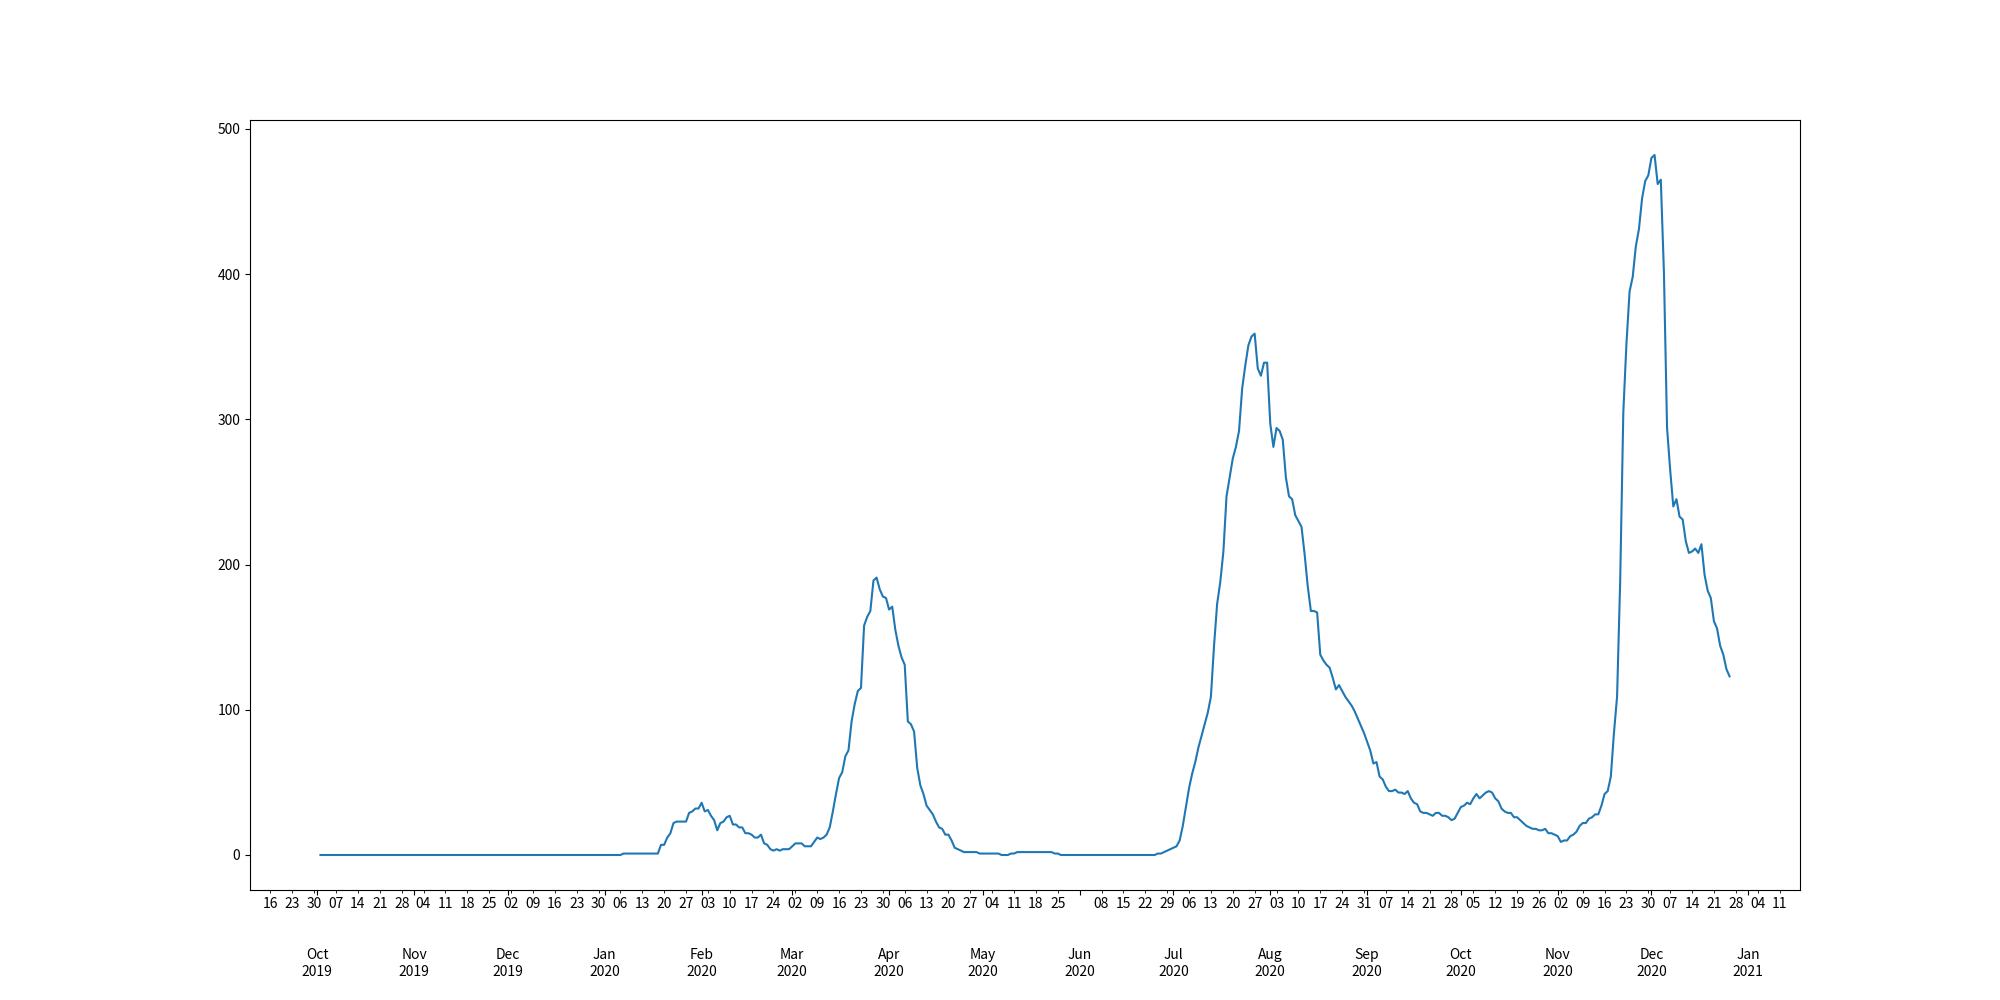 500
400
300
200
100
0
16 23 30 07 14 21 28 04 11 18 25 02 09 16 23 30 06 13 20 27 03 10 17 24 02 09 16 23 30 06 13 20 27 04 11 18 25 08 15 22 29 06 13 20 27 03 10 17 24 31 07 14 21 28 05 12 19 26 02 09 16 23 30 07 14 21 28 04 11
Oct Nov Dec Jan Feb Mar Apr May Jun Jul Aug Sep Oct Nov Dec Jan
2019 2019 2019 2020 2020 2020 2020 2020 2020 2020 2020 2020 2020 2020 2020 2021